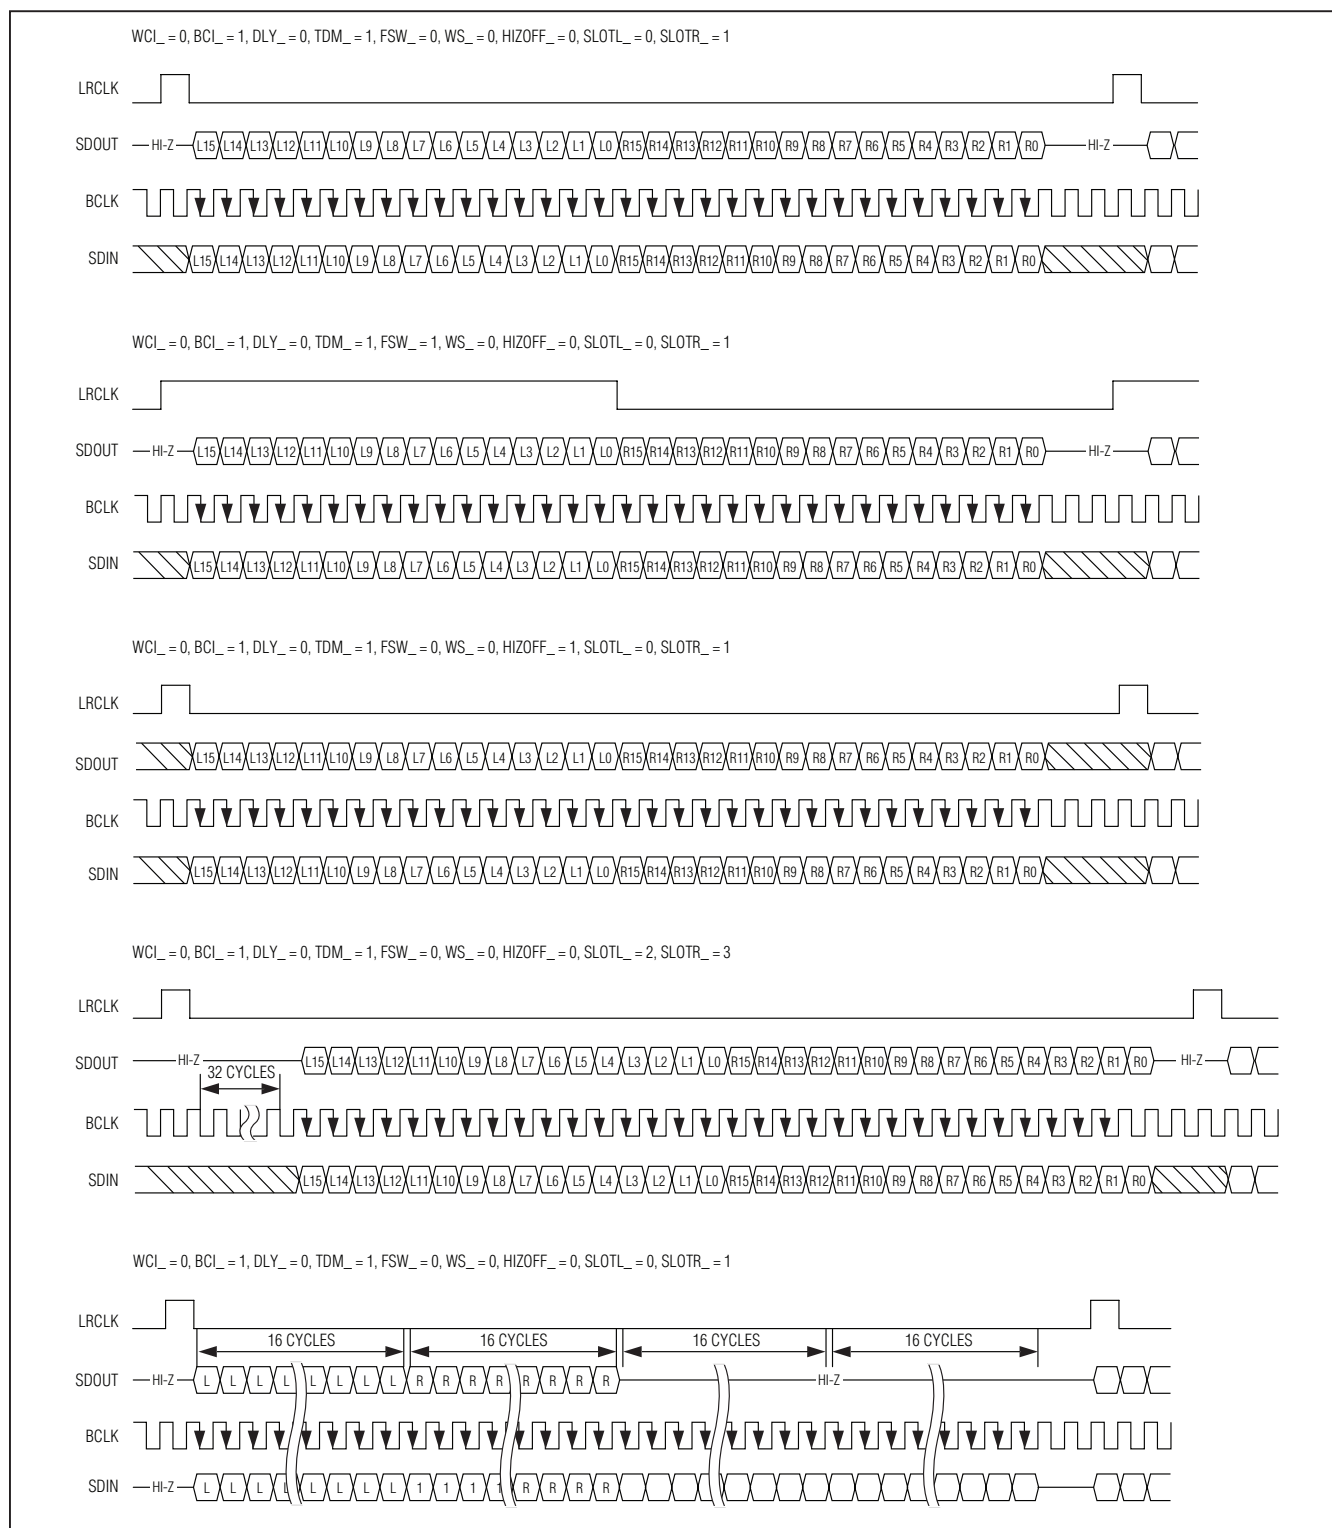 WCI_ = 0, BCI_ = 1, DLY_ = 0, TDM_ = 1, FSW_ = 0, WS_ = 0, HIZOFF_ = 0, SLOTL_ = 0, SLOTR_ = 1
LRCLK
SDOUT HI-Z L15 L14 L13 L12 L11 L10 L9 L8 L7 L6 L5 L4 L3 L2 L1 L0 R15 R14 R13 R12 R11 R10 R9 R8 R7 R6 R5 R4 R3 R2 R1 R0 HI-Z
BCLK
SDIN L15 L14 L13 L12 L11 L10 L9 L8 L7 L6 L5 L4 L3 L2 L1 L0 R15 R14 R13 R12 R11 R10 R9 R8 R7 R6 R5 R4 R3 R2 R1 R0
WCI_ = 0, BCI_ = 1, DLY_ = 0, TDM_ = 1, FSW_ = 1, WS_ = 0, HIZOFF_ = 0, SLOTL_ = 0, SLOTR_ = 1
LRCLK
SDOUT HI-Z L15 L14 L13 L12 L11 L10 L9 L8 L7 L6 L5 L4 L3 L2 L1 L0 R15 R14 R13 R12 R11 R10 R9 R8 R7 R6 R5 R4 R3 R2 R1 R0 HI-Z
BCLK
SDIN L15 L14 L13 L12 L11 L10 L9 L8 L7 L6 L5 L4 L3 L2 L1 L0 R15 R14 R13 R12 R11 R10 R9 R8 R7 R6 R5 R4 R3 R2 R1 R0
WCI_ = 0, BCI_ = 1, DLY_ = 0, TDM_ = 1, FSW_ = 0, WS_ = 0, HIZOFF_ = 1, SLOTL_ = 0, SLOTR_ = 1
LRCLK
SDOUT L15 L14 L13 L12 L11 L10 L9 L8 L7 L6 L5 L4 L3 L2 L1 L0 R15 R14 R13 R12 R11 R10 R9 R8 R7 R6 R5 R4 R3 R2 R1 R0
BCLK
SDIN L15 L14 L13 L12 L11 L10 L9 L8 L7 L6 L5 L4 L3 L2 L1 L0 R15 R14 R13 R12 R11 R10 R9 R8 R7 R6 R5 R4 R3 R2 R1 R0
WCI_ = 0, BCI_ = 1, DLY_ = 0, TDM_ = 1, FSW_ = 0, WS_ = 0, HIZOFF_ = 0, SLOTL_ = 2, SLOTR_ = 3
LRCLK
SDOUT HI-Z L15 L14 L13 L12 L11 L10 L9 L8 L7 L6 L5 L4 L3 L2 L1 L0 R15 R14 R13 R12 R11 R10 R9 R8 R7 R6 R5 R4 R3 R2 R1 R0 HI-Z
32 CYCLES
BCLK
SDIN L15 L14 L13 L12 L11 L10 L9 L8 L7 L6 L5 L4 L3 L2 L1 L0 R15 R14 R13 R12 R11 R10 R9 R8 R7 R6 R5 R4 R3 R2 R1 R0
WCI_ = 0, BCI_ = 1, DLY_ = 0, TDM_ = 1, FSW_ = 0, WS_ = 0, HIZOFF_ = 0, SLOTL_ = 0, SLOTR_ = 1
LRCLK
16 CYCLES 16 CYCLES 16 CYCLES 16 CYCLES
SDOUT HI-Z L L L L L L L L R R R R R R R R HI-Z
BCLK
SDIN HI-Z L L L L L L L L 1 1 1 1 R R R R